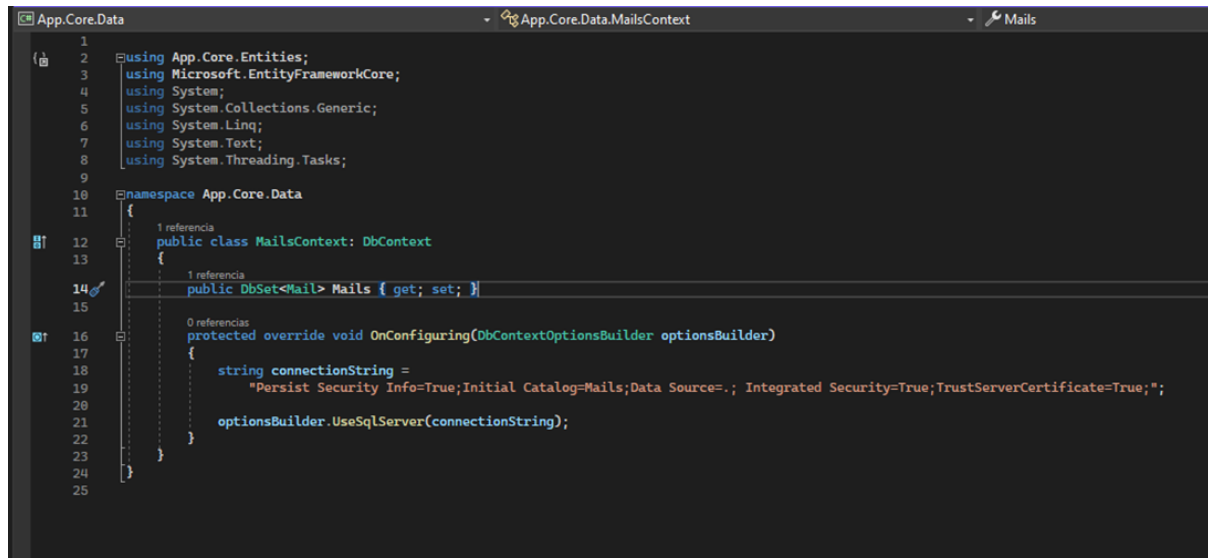 App.Core.Data App.Core.Data.MailsContext Mails
1
2 using App.Core.Entities;
3 using Microsoft.EntityFrameworkCore;
4 using System;
5 using System.Collections.Generic;
6 using System.Linq;
7 using System.Text;
8 using System.Threading.Tasks;
9
10 namespace App.Core.Data
11 {
1 referencia
12 public class MailsContext: DbContext
13 {
1 referencia
14 public DbSet<Mail> Mails { get; set; }
15
0 referencias
16 protected override void OnConfiguring(DbContextOptionsBuilder optionsBuilder)
17 {
18 string connectionString =
19 "Persist Security Info=True;Initial Catalog=Mails;Data Source=.; Integrated Security=True;TrustServerCertificate=True;";
20
21 optionsBuilder.UseSqlServer(connectionString);
22 }
23 }
24 }
25